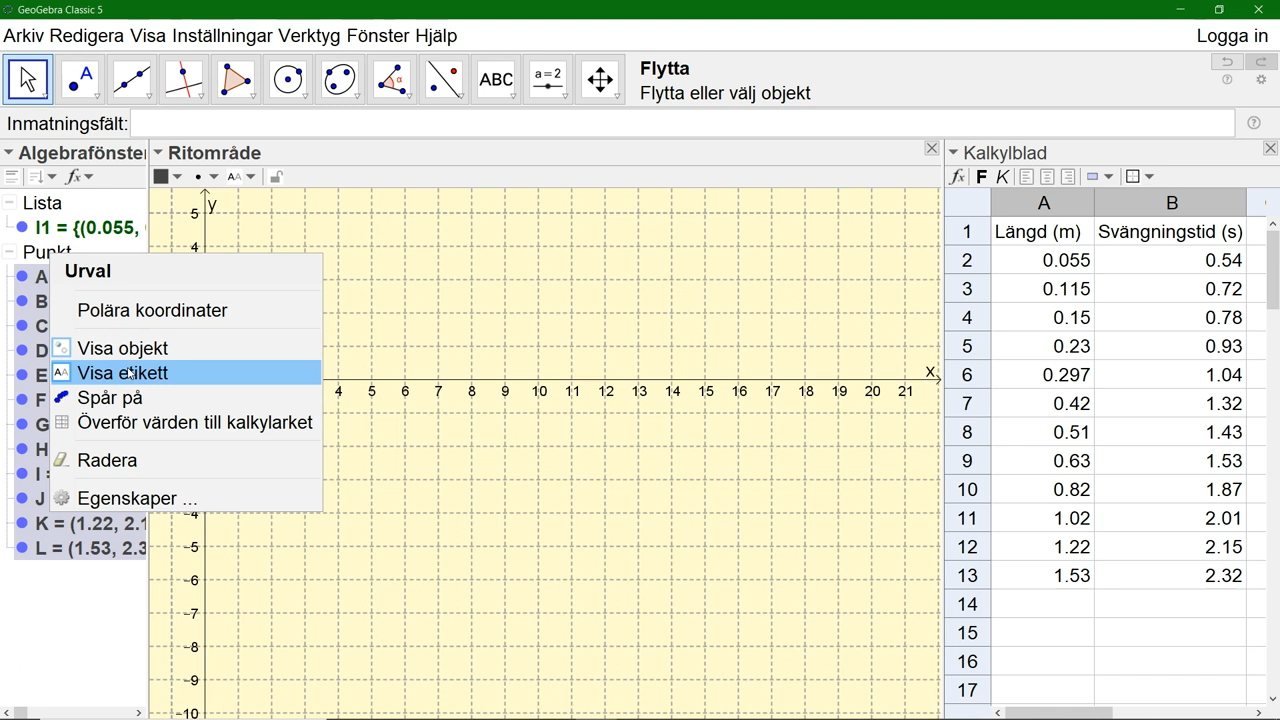 GeoGebra Classic 5
Arkiv Redigera Visa Inställningar Verktyg Fönster Hjälp
Logga in
A
α
ABC
a=2
Flytta
Flytta eller välj objekt
Inmatningsfält:
Algebrafönster
Ritområde
Kalkylblad
fx
AA
fx F K
Lista
l1 = {(0.055,
Punkt
A
B
C
D
E
F
G
H
I =
J
K = (1.22, 2.1
L = (1.53, 2.3
Urval
Polära koordinater
Visa objekt
AA Visa etikett
Spår på
Överför värden till kalkylarket
Radera
Egenskaper ...
y
5
4
x
4 5 6 7 8 9 10 11 12 13 14 15 16 17 18 19 20 21
-4
-5
-6
-7
-8
-9
-10
A B
1 Längd (m) Svängningstid (s)
2 0.055 0.54
3 0.115 0.72
4 0.15 0.78
5 0.23 0.93
6 0.297 1.04
7 0.42 1.32
8 0.51 1.43
9 0.63 1.53
10 0.82 1.87
11 1.02 2.01
12 1.22 2.15
13 1.53 2.32
14
15
16
17